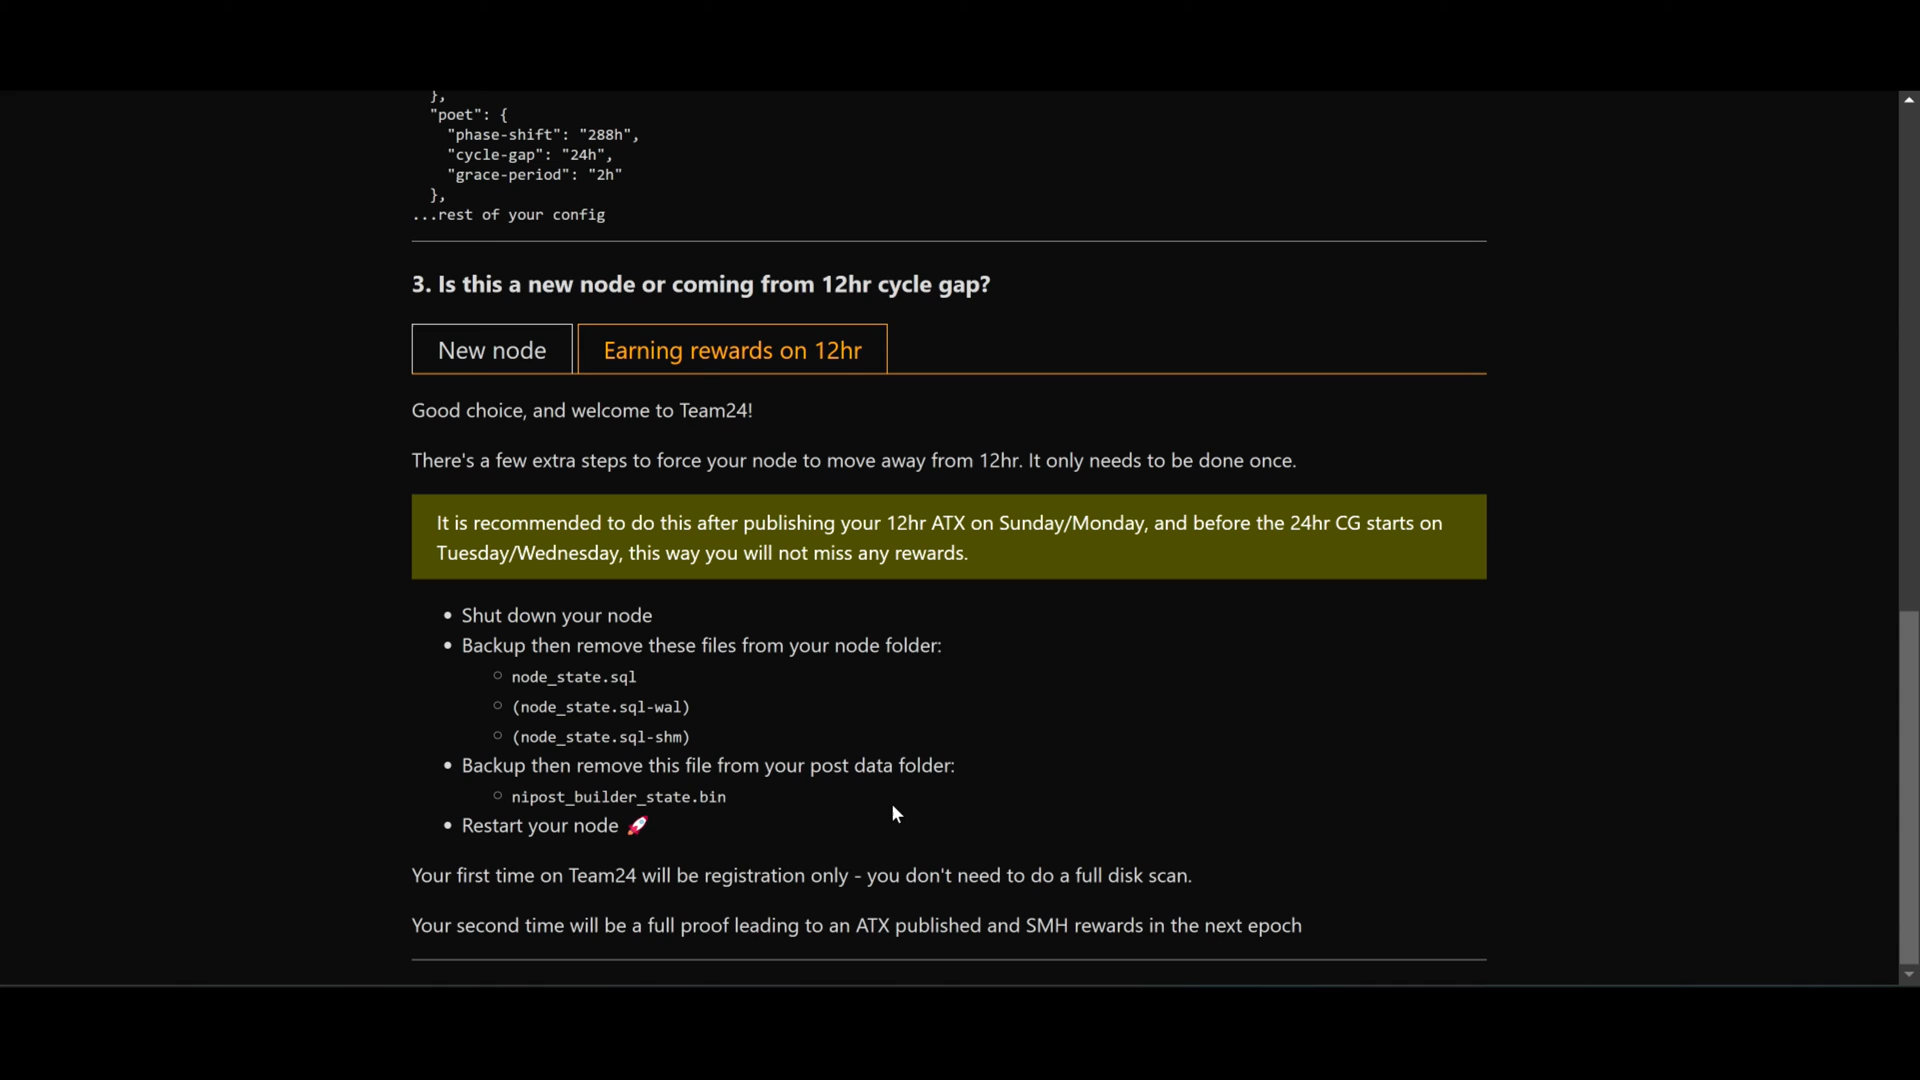 },
"poet": {
"phase-shift": "288h",
"cycle-gap": "24h",
"grace-period": "2h"
},
...rest of your config
3. Is this a new node or coming from 12hr cycle gap?
New node
Earning rewards on 12hr
Good choice, and welcome to Team24!
There's a few extra steps to force your node to move away from 12hr. It only needs to be done once.
It is recommended to do this after publishing your 12hr ATX on Sunday/Monday, and before the 24hr CG starts on
Tuesday/Wednesday, this way you will not miss any rewards.
• Shut down your node
• Backup then remove these files from your node folder:
○ node_state.sql
○ (node_state.sql-wal)
○ (node_state.sql-shm)
• Backup then remove this file from your post data folder:
○ nipost_builder_state.bin
• Restart your node 🚀
Your first time on Team24 will be registration only - you don't need to do a full disk scan.
Your second time will be a full proof leading to an ATX published and SMH rewards in the next epoch